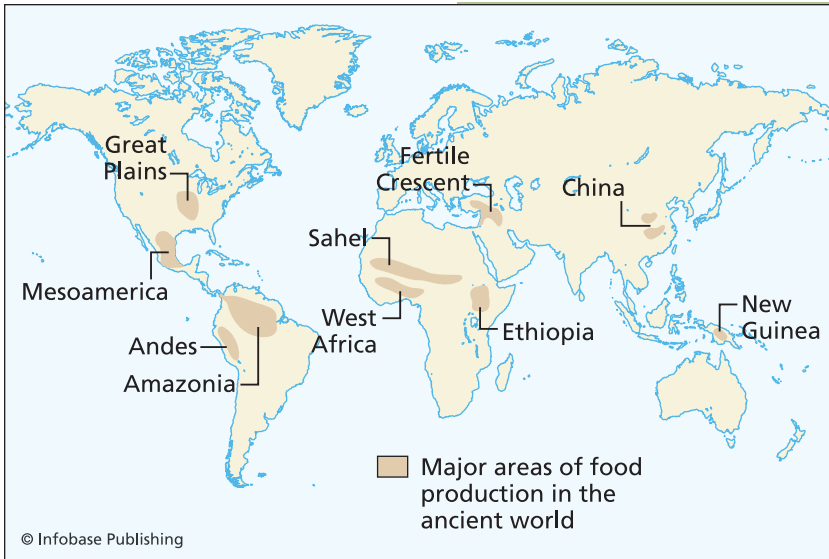 Great
Plains
Fertile
Crescent
China
Sahel
Mesoamerica
New
Guinea
West
Africa
Ethiopia
Andes
Amazonia
Major areas of food
production in the
ancient world
© Infobase Publishing